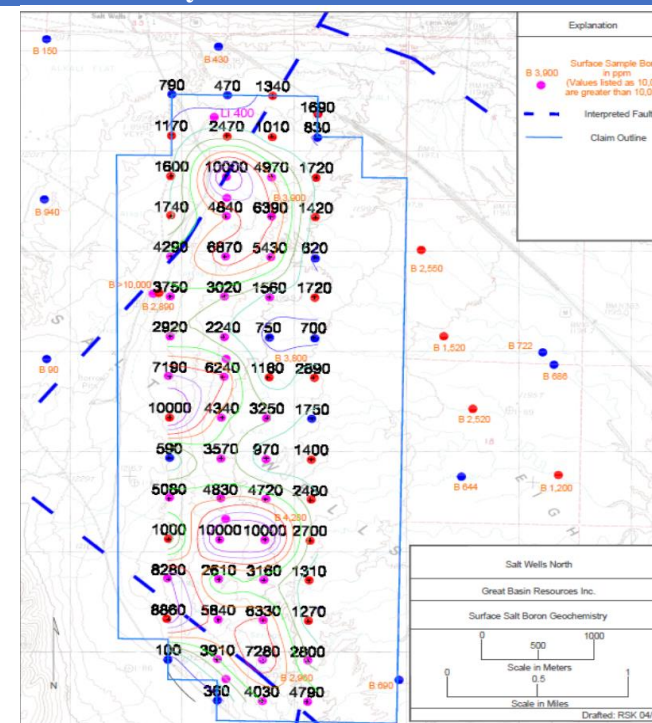 Salt Wells
B 150
B 430
Explanation
B 3,900
Surface Sample Bor
in ppm
(Values listed as 10,0
are greater than 10,0
Interpreted Fault
Claim Outline
790 470 1340
Li 400
1690
1170 2470 1010 830
1600 10000 4970 1720
B 3,900
B 940
1740 4840 6390 1420
4290 6870 5430 620
B 2,550
B >10,000
3750 3020 1560 1720
B 2,890
2920 2240 750 700
B 1,520
B 722
B 90
B 3,800
B 686
7190 6240 1180 2890
10000 4340 3250 1750
B 2,520
590 3570 970 1400
B 644
B 1,200
5080 4830 4720 2480
B 4,250
1000 10000 10000 2700
8280 2610 3160 1310
8860 5840 8330 1270
100 3910 7280 2800
B 2,960
B 690
360 4030 4790
S A L T
W E L L S
E I G H
N
Salt Wells North
Great Basin Resources Inc.
Surface Salt Boron Geochemistry
0 500 1000
Scale in Meters
0 0.5 1
Scale in Miles
Drafted: RSK 04/